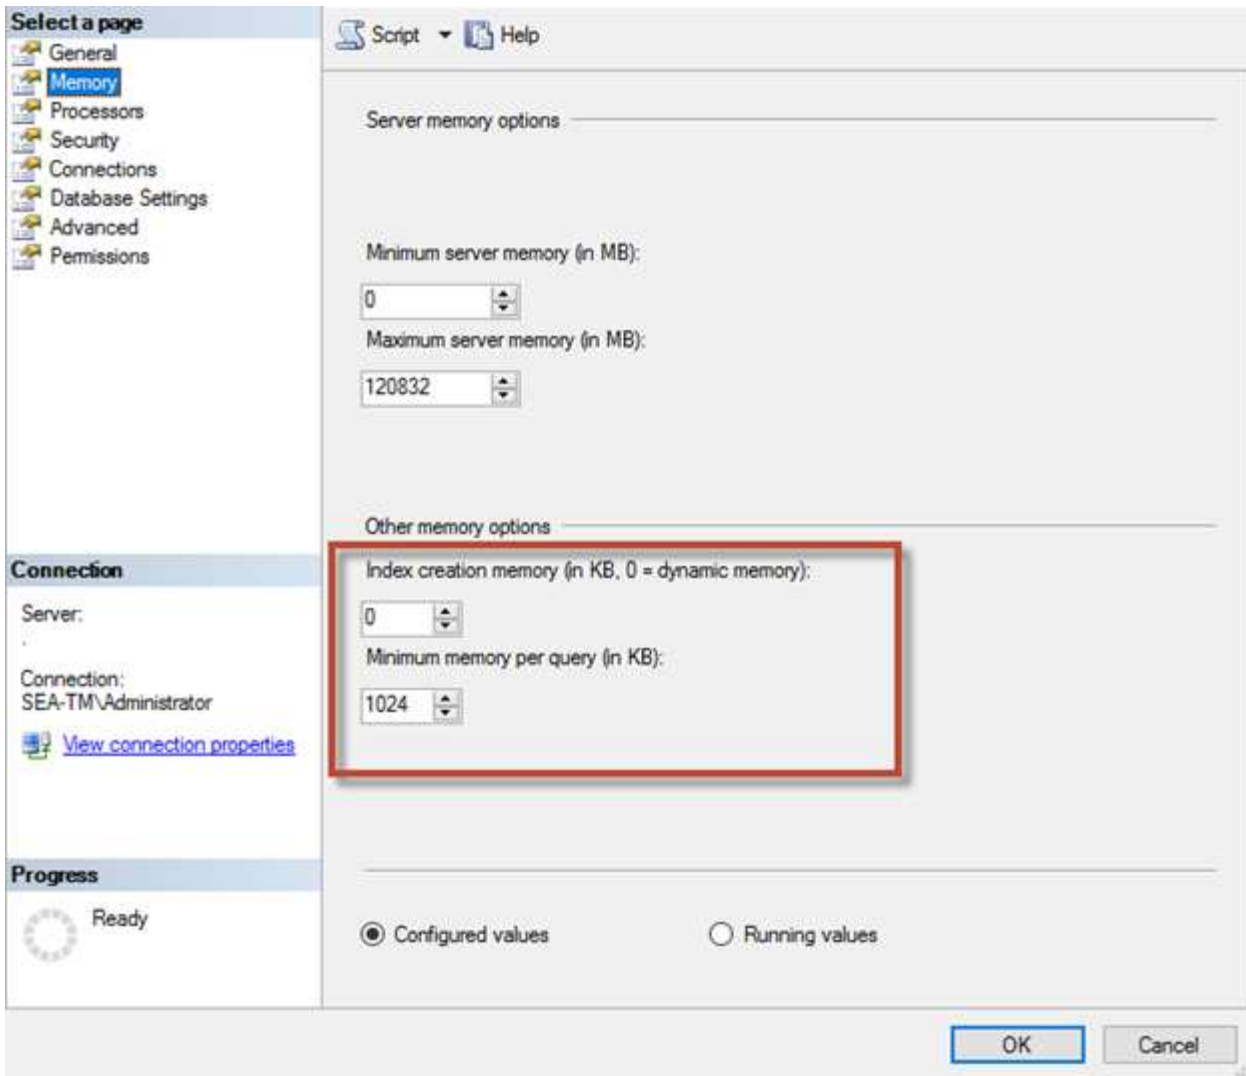 Select a page
General
Memory
Processors
Security
Connections
Database Settings
Advanced
Permissions
Connection
Server:
.
Connection:
SEA-TM\Administrator
View connection properties
Progress
Ready
Script
Help
Server memory options
Minimum server memory (in MB):
0
Maximum server memory (in MB):
120832
Other memory options
Index creation memory (in KB, 0 = dynamic memory):
0
Minimum memory per query (in KB):
1024
Configured values
Running values
OK
Cancel